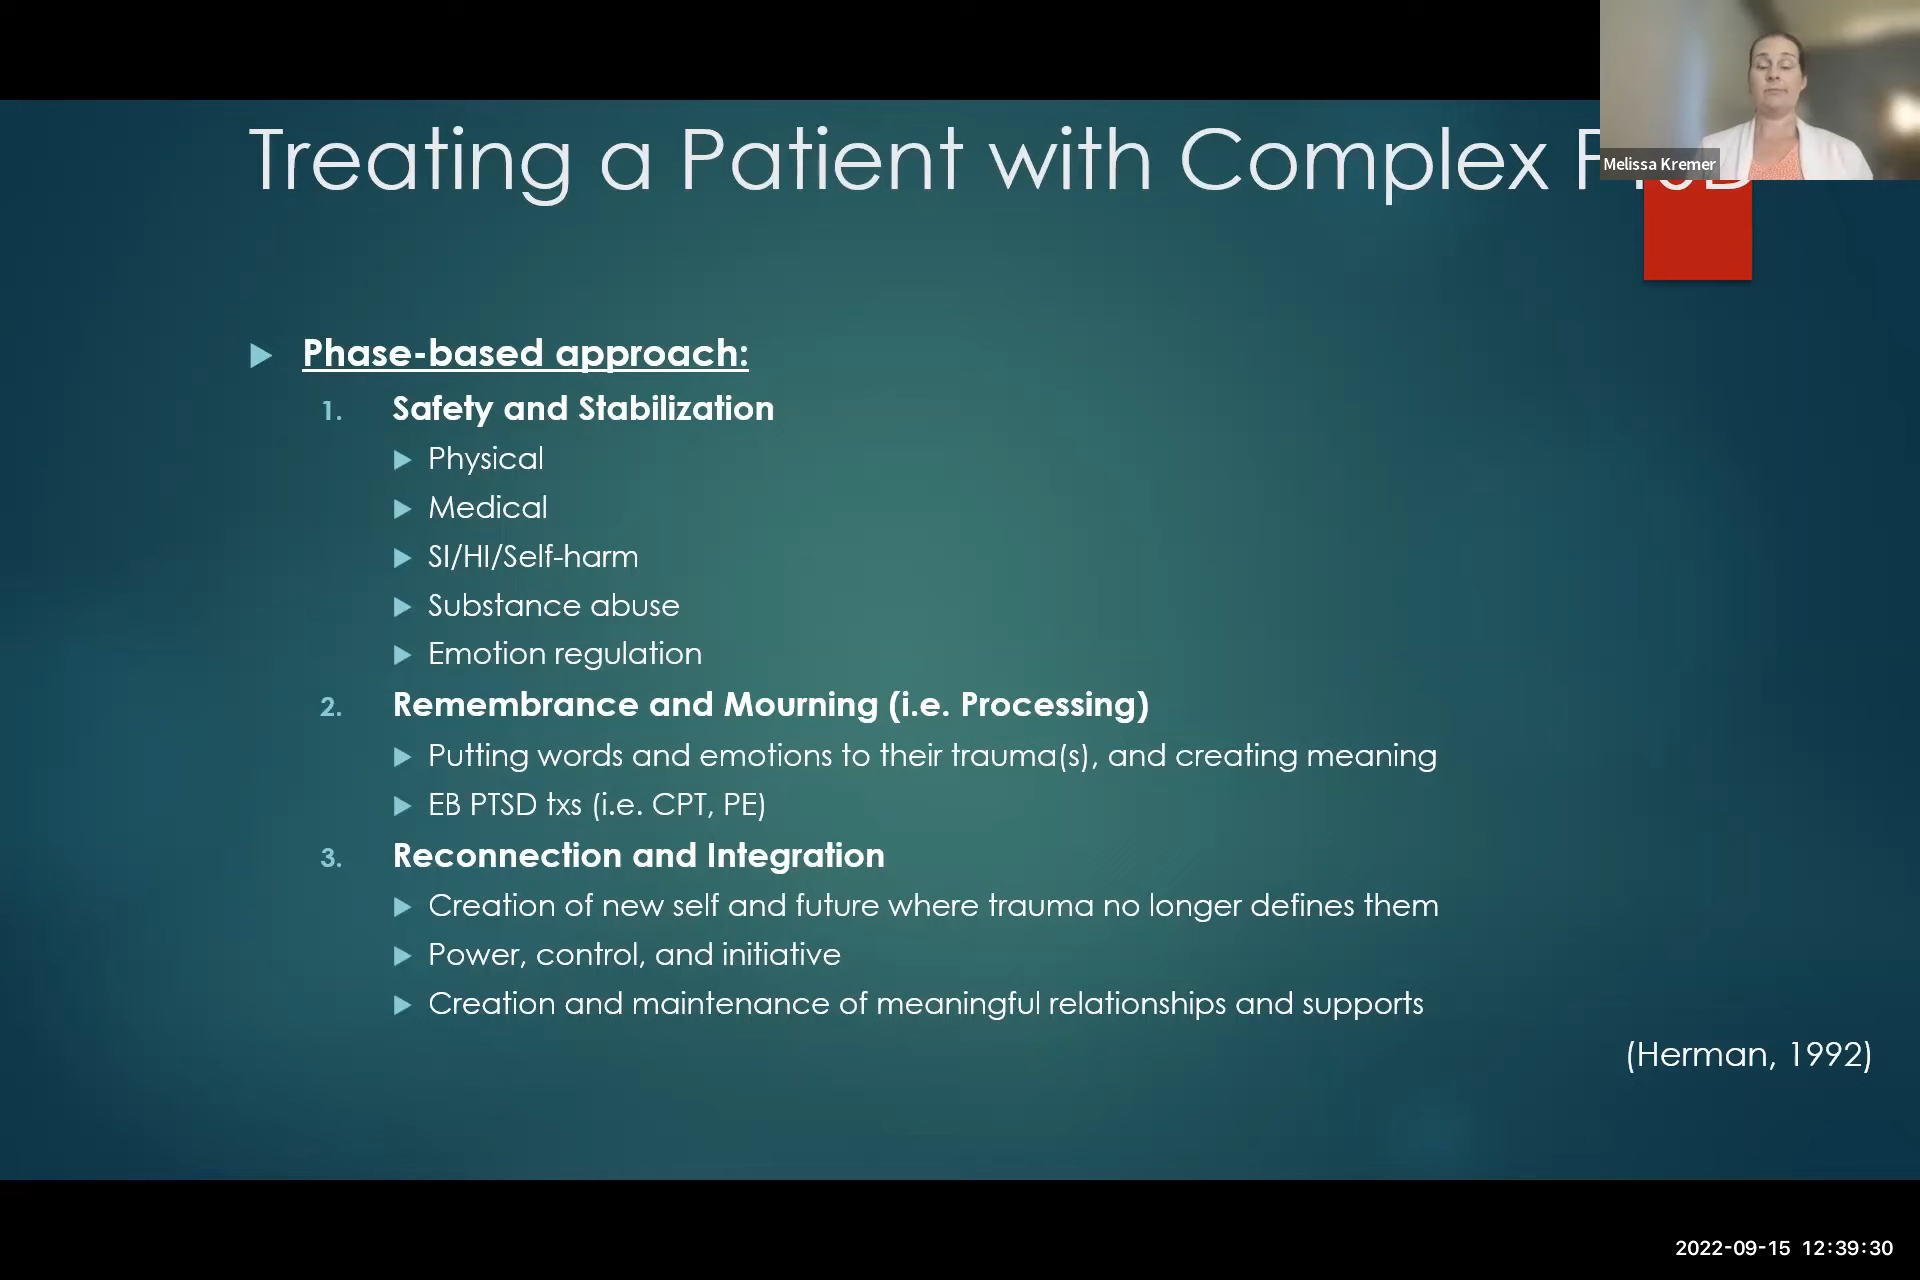 Treating a Patient with Complex
Melissa Kremer
Phase-based approach:
1. Safety and Stabilization
Physical
Medical
SI/HI/Self-harm
Substance abuse
Emotion regulation
2. Remembrance and Mourning (i.e. Processing)
Putting words and emotions to their trauma(s), and creating meaning
EB PTSD txs (i.e. CPT, PE)
3. Reconnection and Integration
Creation of new self and future where trauma no longer defines them
Power, control, and initiative
Creation and maintenance of meaningful relationships and supports
(Herman, 1992)
2022-09-15 12:39:30